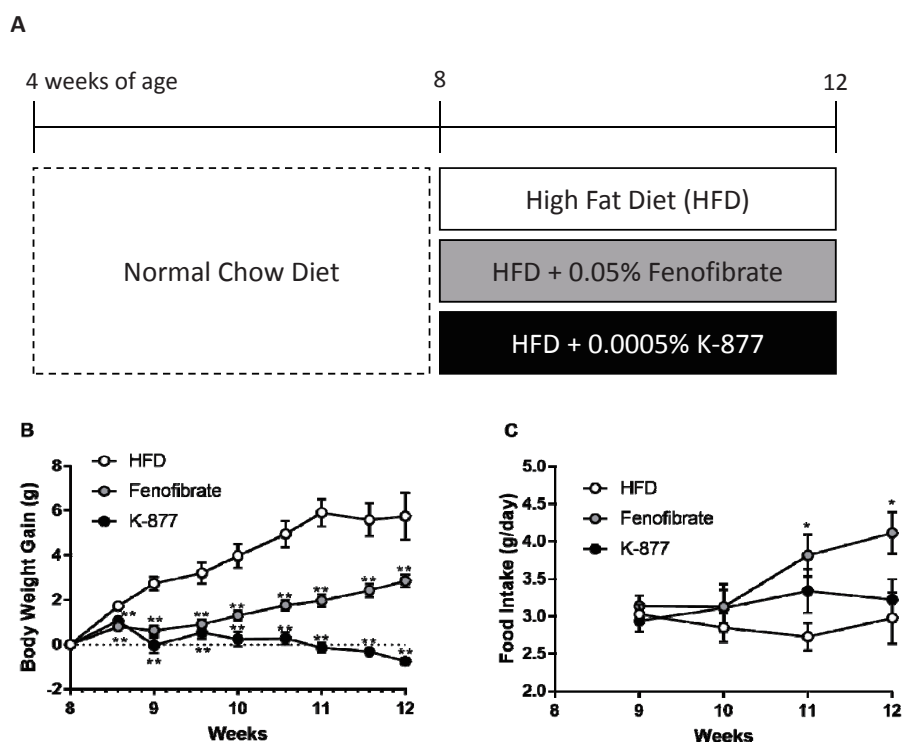 A
4 weeks of age 8 12
Normal Chow Diet
High Fat Diet (HFD)
HFD + 0.05% Fenofibrate
HFD + 0.0005% K-877
B
HFD
Fenofibrate
K-877
Body Weight Gain (g)
8
6
4
2
0
-2
** ** ** ** ** ** ** **
** ** ** ** ** ** **
8 9 10 11 12
Weeks
C
HFD
Fenofibrate
K-877
Food Intake (g/day)
5.0
4.5
4.0
3.5
3.0
2.5
2.0
* *
8 9 10 11 12
Weeks